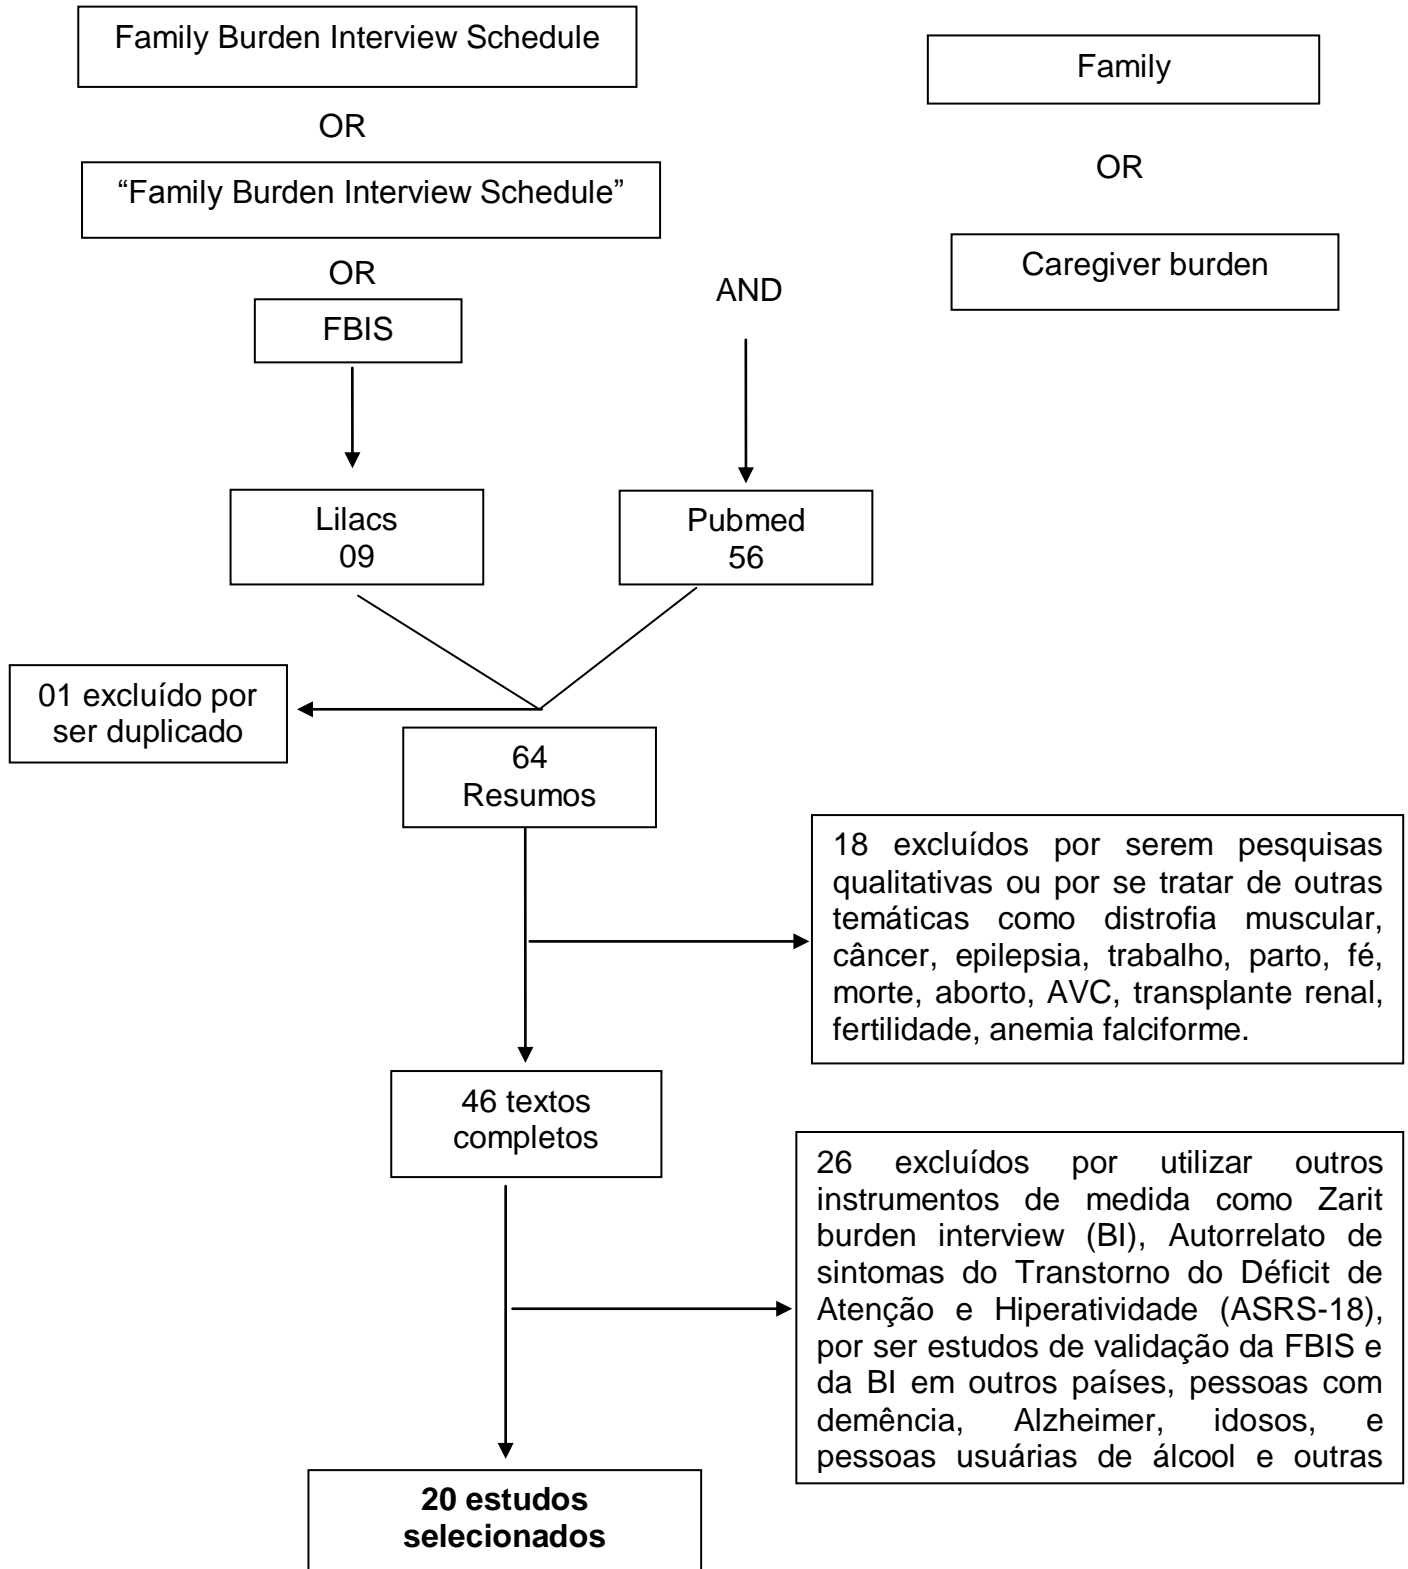 Family Burden Interview Schedule
OR
“Family Burden Interview Schedule”
OR
FBIS
Family
OR
Caregiver burden
AND
Lilacs
09
Pubmed
56
01 excluído por
ser duplicado
64
Resumos
18 excluídos por serem pesquisas
qualitativas ou por se tratar de outras
temáticas como distrofia muscular,
câncer, epilepsia, trabalho, parto, fé,
morte, aborto, AVC, transplante renal,
fertilidade, anemia falciforme.
46 textos
completos
26 excluídos por utilizar outros
instrumentos de medida como Zarit
burden interview (BI), Autorrelato de
sintomas do Transtorno do Déficit de
Atenção e Hiperatividade (ASRS-18),
por ser estudos de validação da FBIS e
da BI em outros países, pessoas com
demência, Alzheimer, idosos, e
pessoas usuárias de álcool e outras
20 estudos
selecionados